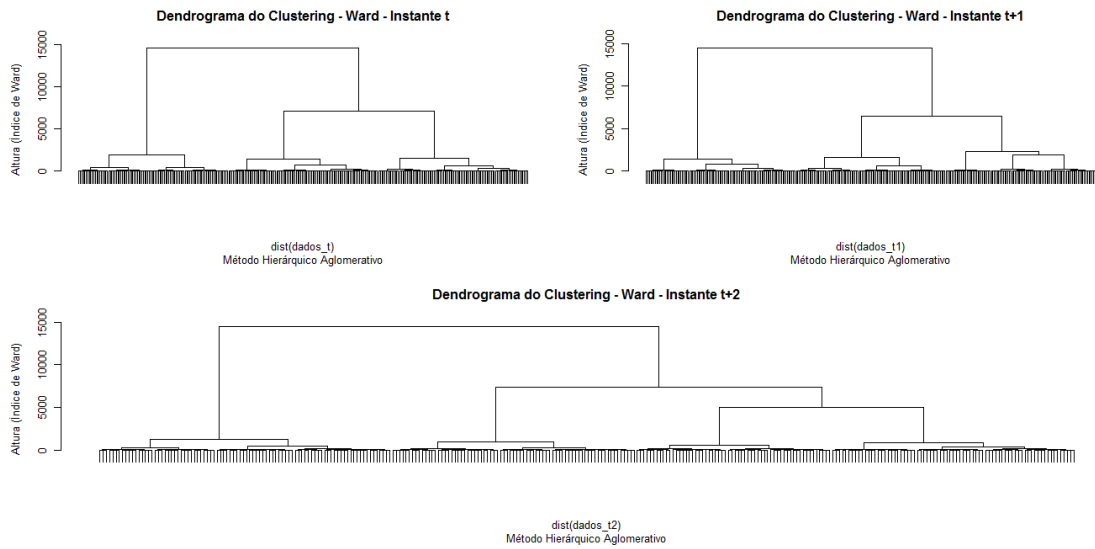 Dendrograma do Clustering - Ward - Instante t
Altura (Índice de Ward)
15000
10000
5000
0
dist(dados_t)
Método Hierárquico Aglomerativo
Dendrograma do Clustering - Ward - Instante t+1
Altura (Índice de Ward)
15000
10000
5000
0
dist(dados_t1)
Método Hierárquico Aglomerativo
Dendrograma do Clustering - Ward - Instante t+2
Altura (Índice de Ward)
15000
10000
5000
0
dist(dados_t2)
Método Hierárquico Aglomerativo